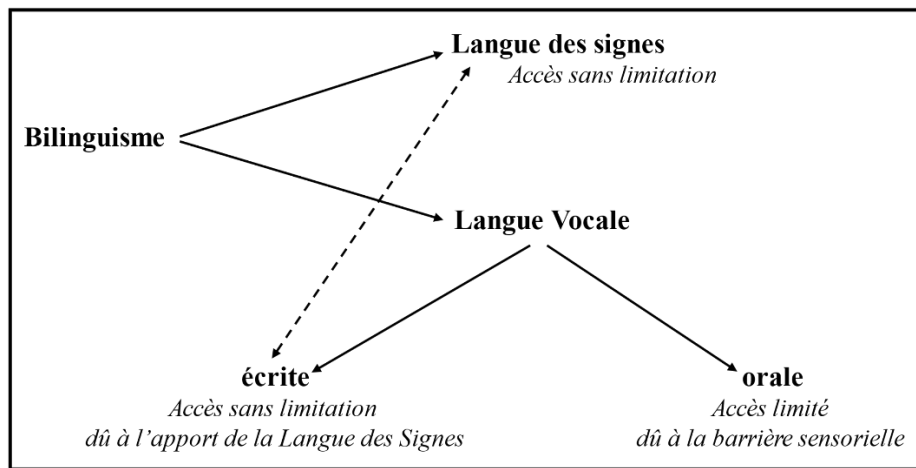 Langue des signes
Accès sans limitation
Bilinguisme
Langue Vocale
écrite
Accès sans limitation
dû à l’apport de la Langue des Signes
orale
Accès limité
dû à la barrière sensorielle